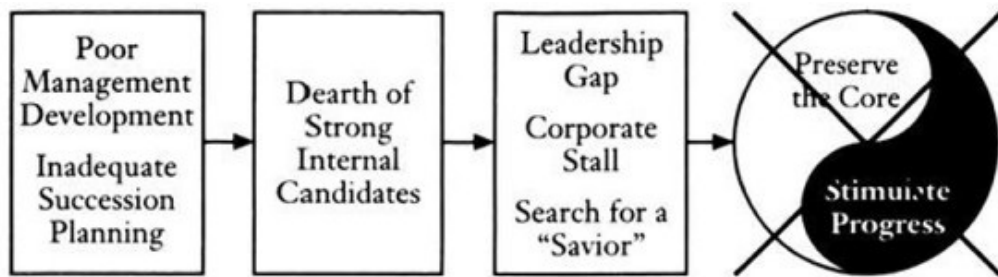 Poor
Management
Development
Inadequate
Succession
Planning
Dearth of
Strong
Internal
Candidates
Leadership
Gap
Corporate
Stall
Search for a
“Savior”
Preserve
the Core
Stimulate
Progress